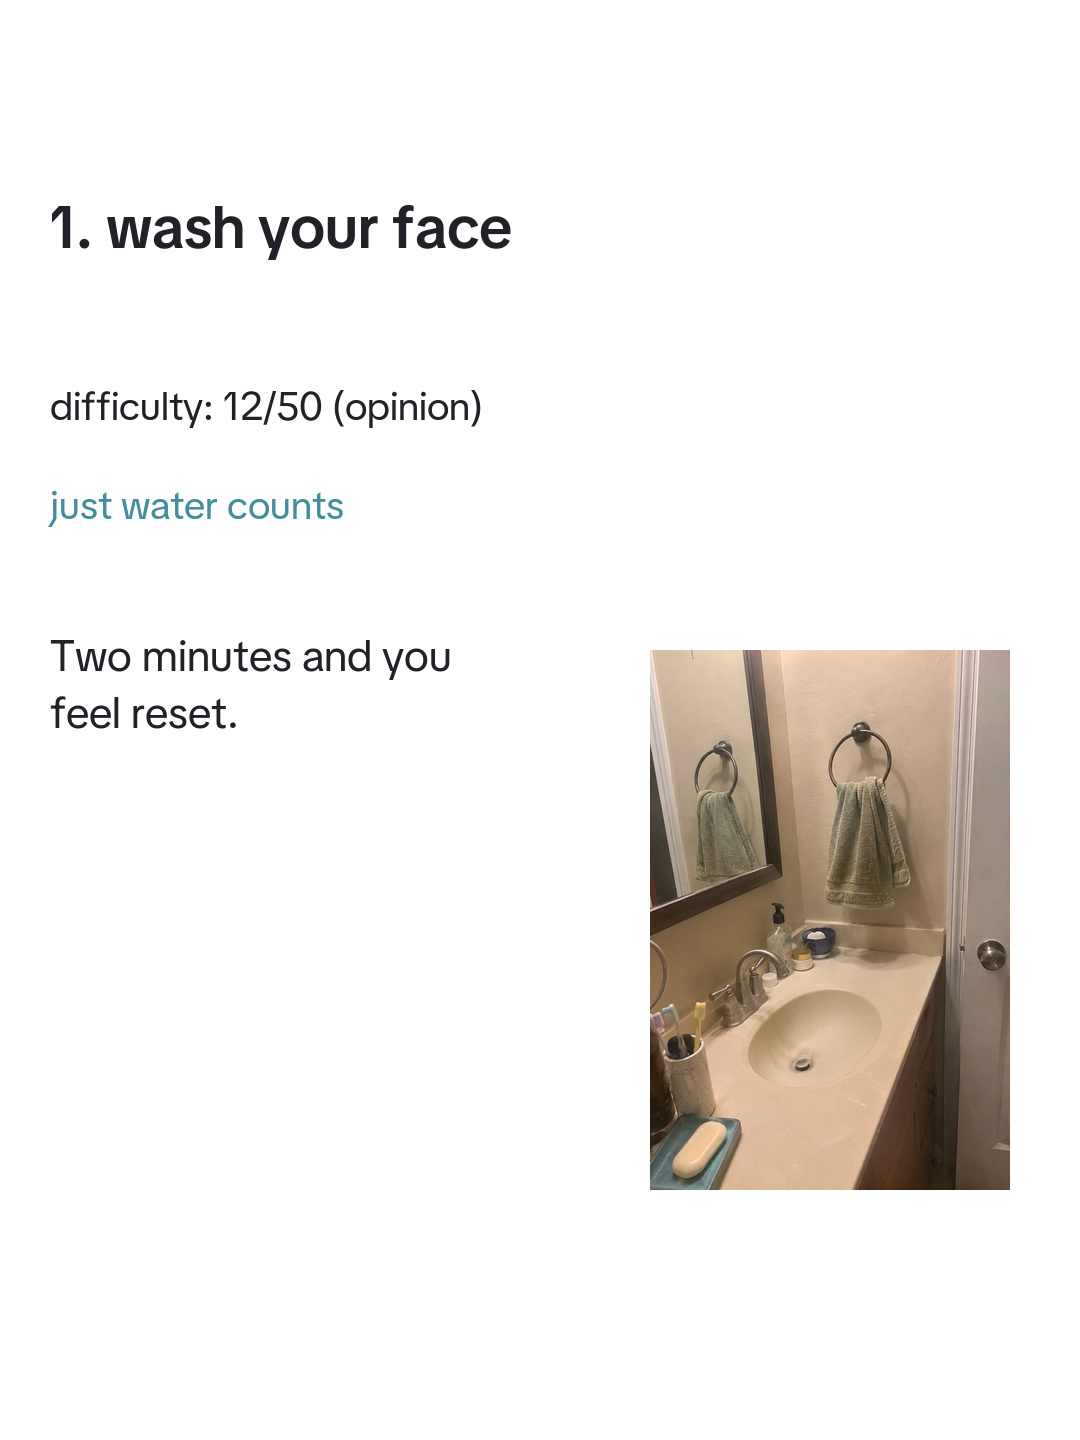 1. wash your face
difficulty: 12/50 (opinion)
just water counts
Two minutes and you
feel reset.